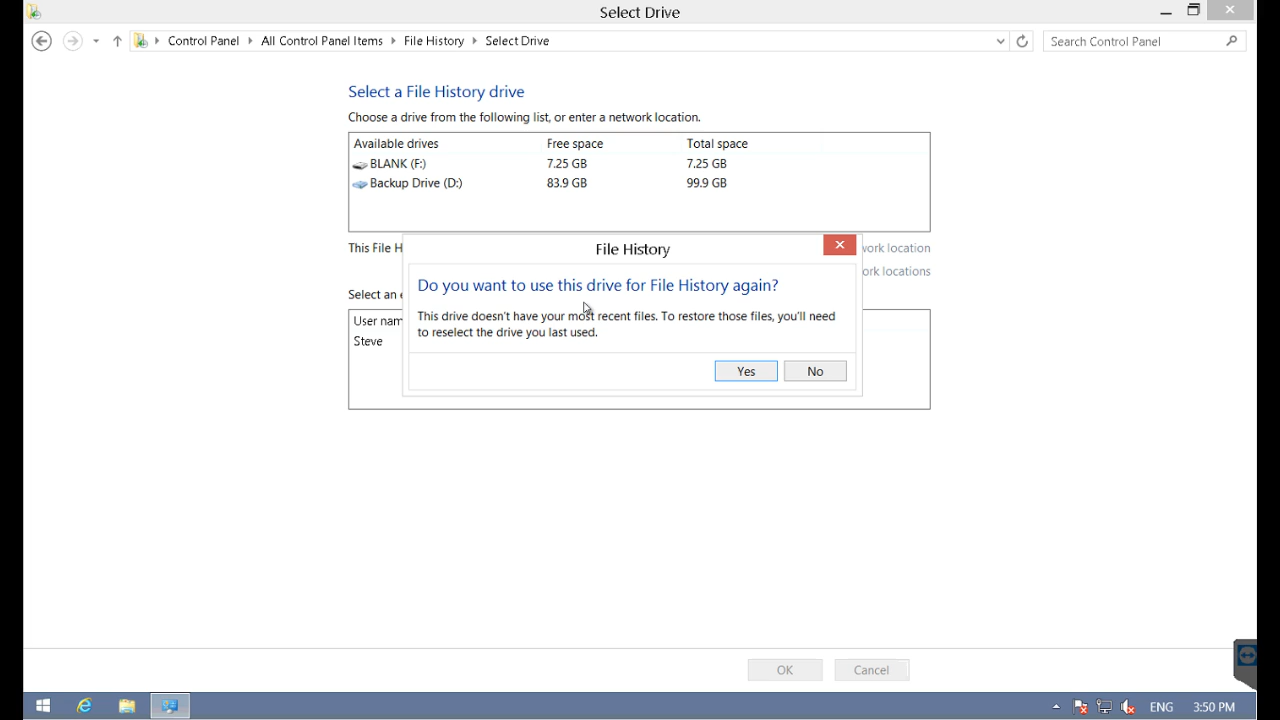 Select Drive
Control Panel All Control Panel Items File History Select Drive
Search Control Panel
Select a File History drive
Choose a drive from the following list, or enter a network location.
Available drives Free space Total space
BLANK (F:) 7.25 GB 7.25 GB
Backup Drive (D:) 83.9 GB 99.9 GB
This File H
work location
ork locations
File History
Do you want to use this drive for File History again?
This drive doesn't have your most recent files. To restore those files, you'll need
to reselect the drive you last used.
Yes No
Select an e
User nam
Steve
OK Cancel
ENG 3:50 PM